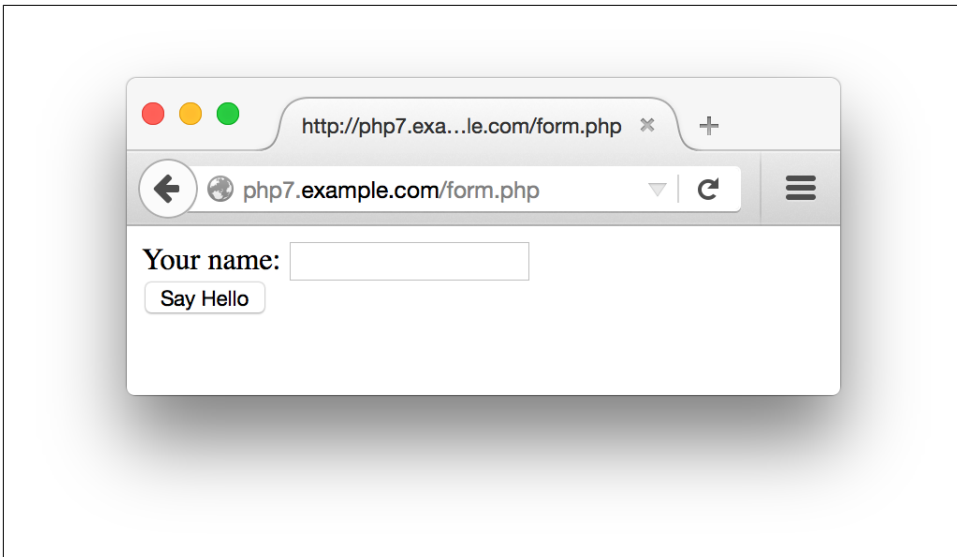 http://php7.exa...le.com/form.php
php7.example.com/form.php
Your name:
Say Hello